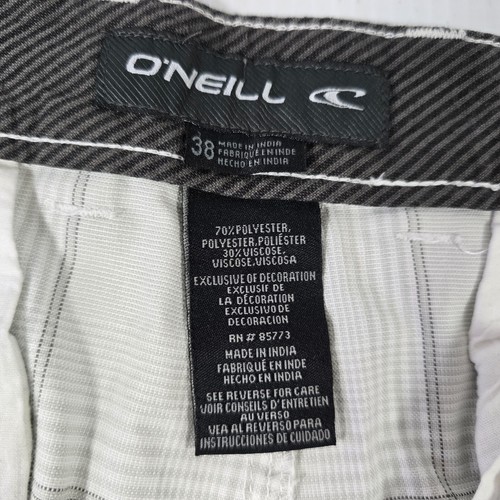 O'NEILL
38 MADE IN INDIA
FABRIQUÉ EN INDE
HECHO EN INDIA
70% POLYESTER,
POLYESTER, POLIÉSTER
30% VISCOSE,
VISCOSE, VISCOSA
EXCLUSIVE OF DECORATION
EXCLUSIF DE
LA DÉCORATION
EXCLUSIVO DE
DECORACIÓN
RN # 85773
MADE IN INDIA
FABRIQUÉ EN INDE
HECHO EN INDIA
SEE REVERSE FOR CARE
VOIR CONSEILS D'ENTRETIEN
AU VERSO
VEA AL REVERSO PARA
INSTRUCCIONES DE CUIDADO